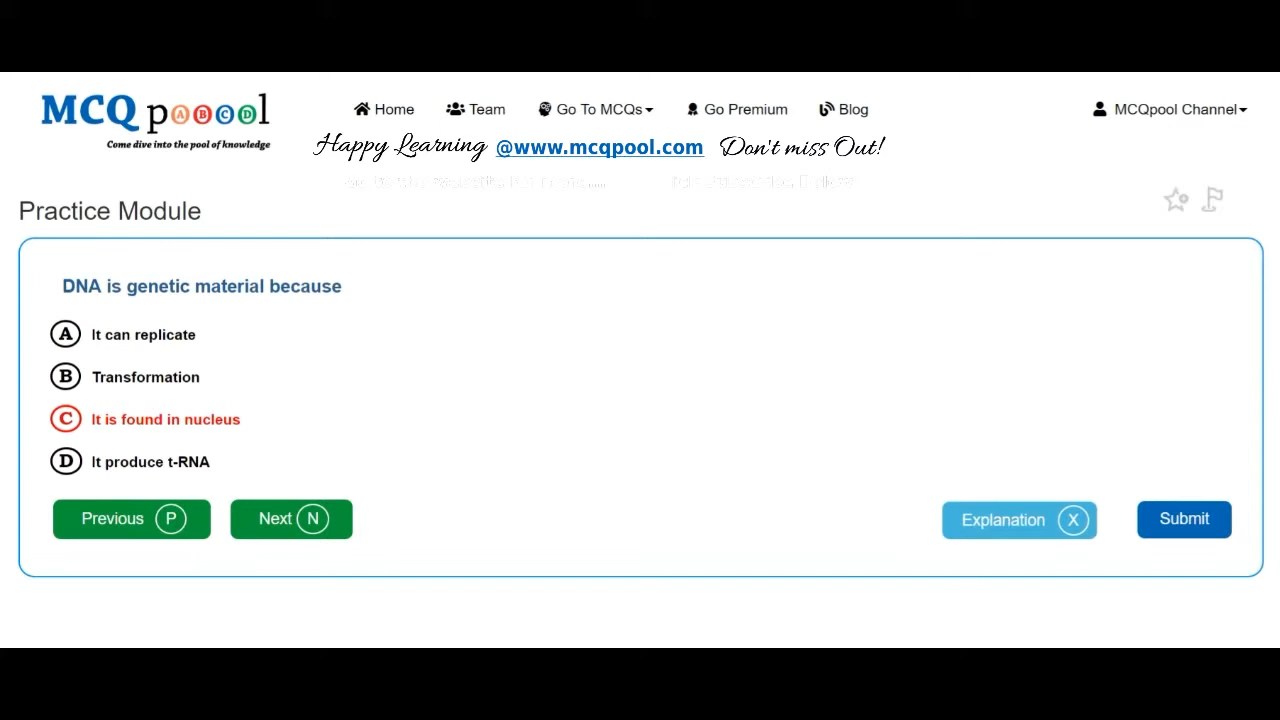 MCQ pooool
Come dive into the pool of knowledge
Home Team Go To MCQs Go Premium Blog MCQpool Channel
Happy Learning @www.mcqpool.com Don't miss Out!
Practice Module
DNA is genetic material because
A It can replicate
B Transformation
C It is found in nucleus
D It produce t-RNA
Previous P Next N Explanation X Submit